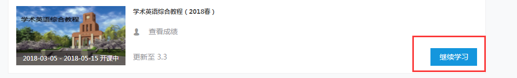 学术英语综合教程
2018-03-05 - 2018-05-15 开课中
学术英语综合教程（2018春）
查看成绩
更新至 3.3
继续学习